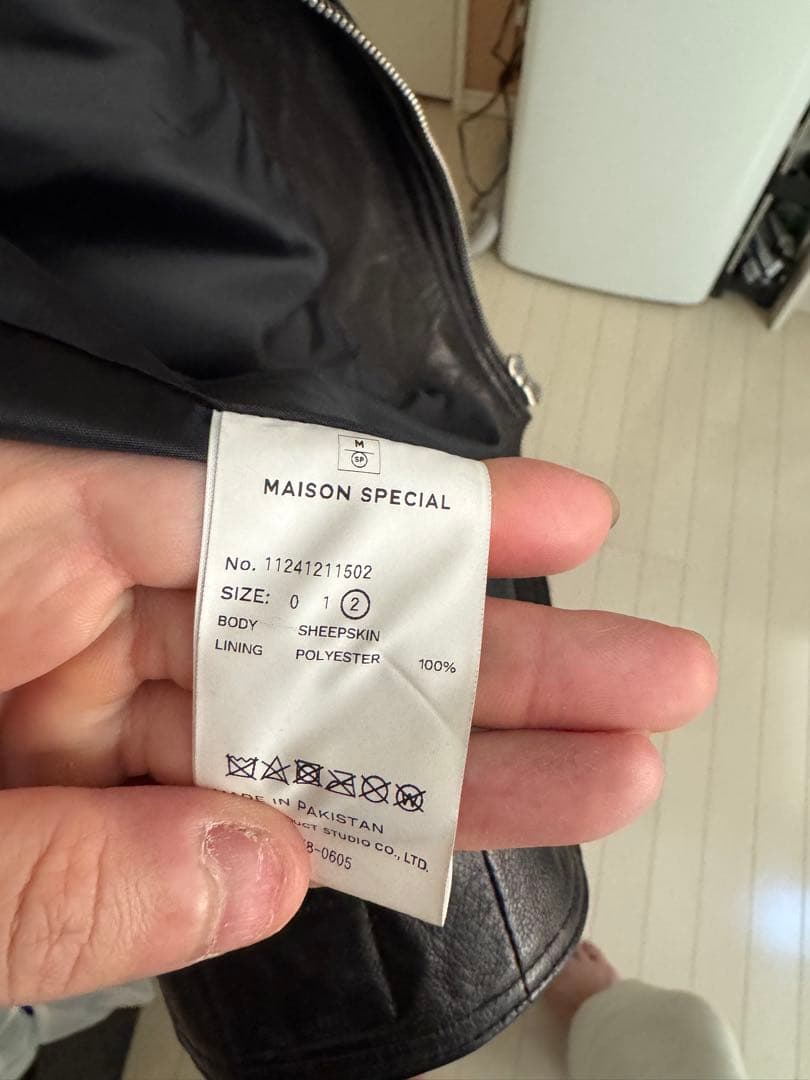 M
SP
MAISON SPECIAL
No. 11241211502
SIZE: 0 1 2
BODY SHEEPSKIN
LINING POLYESTER 100%
W
IN PAKISTAN
STUDIO CO., LTD.
-0605